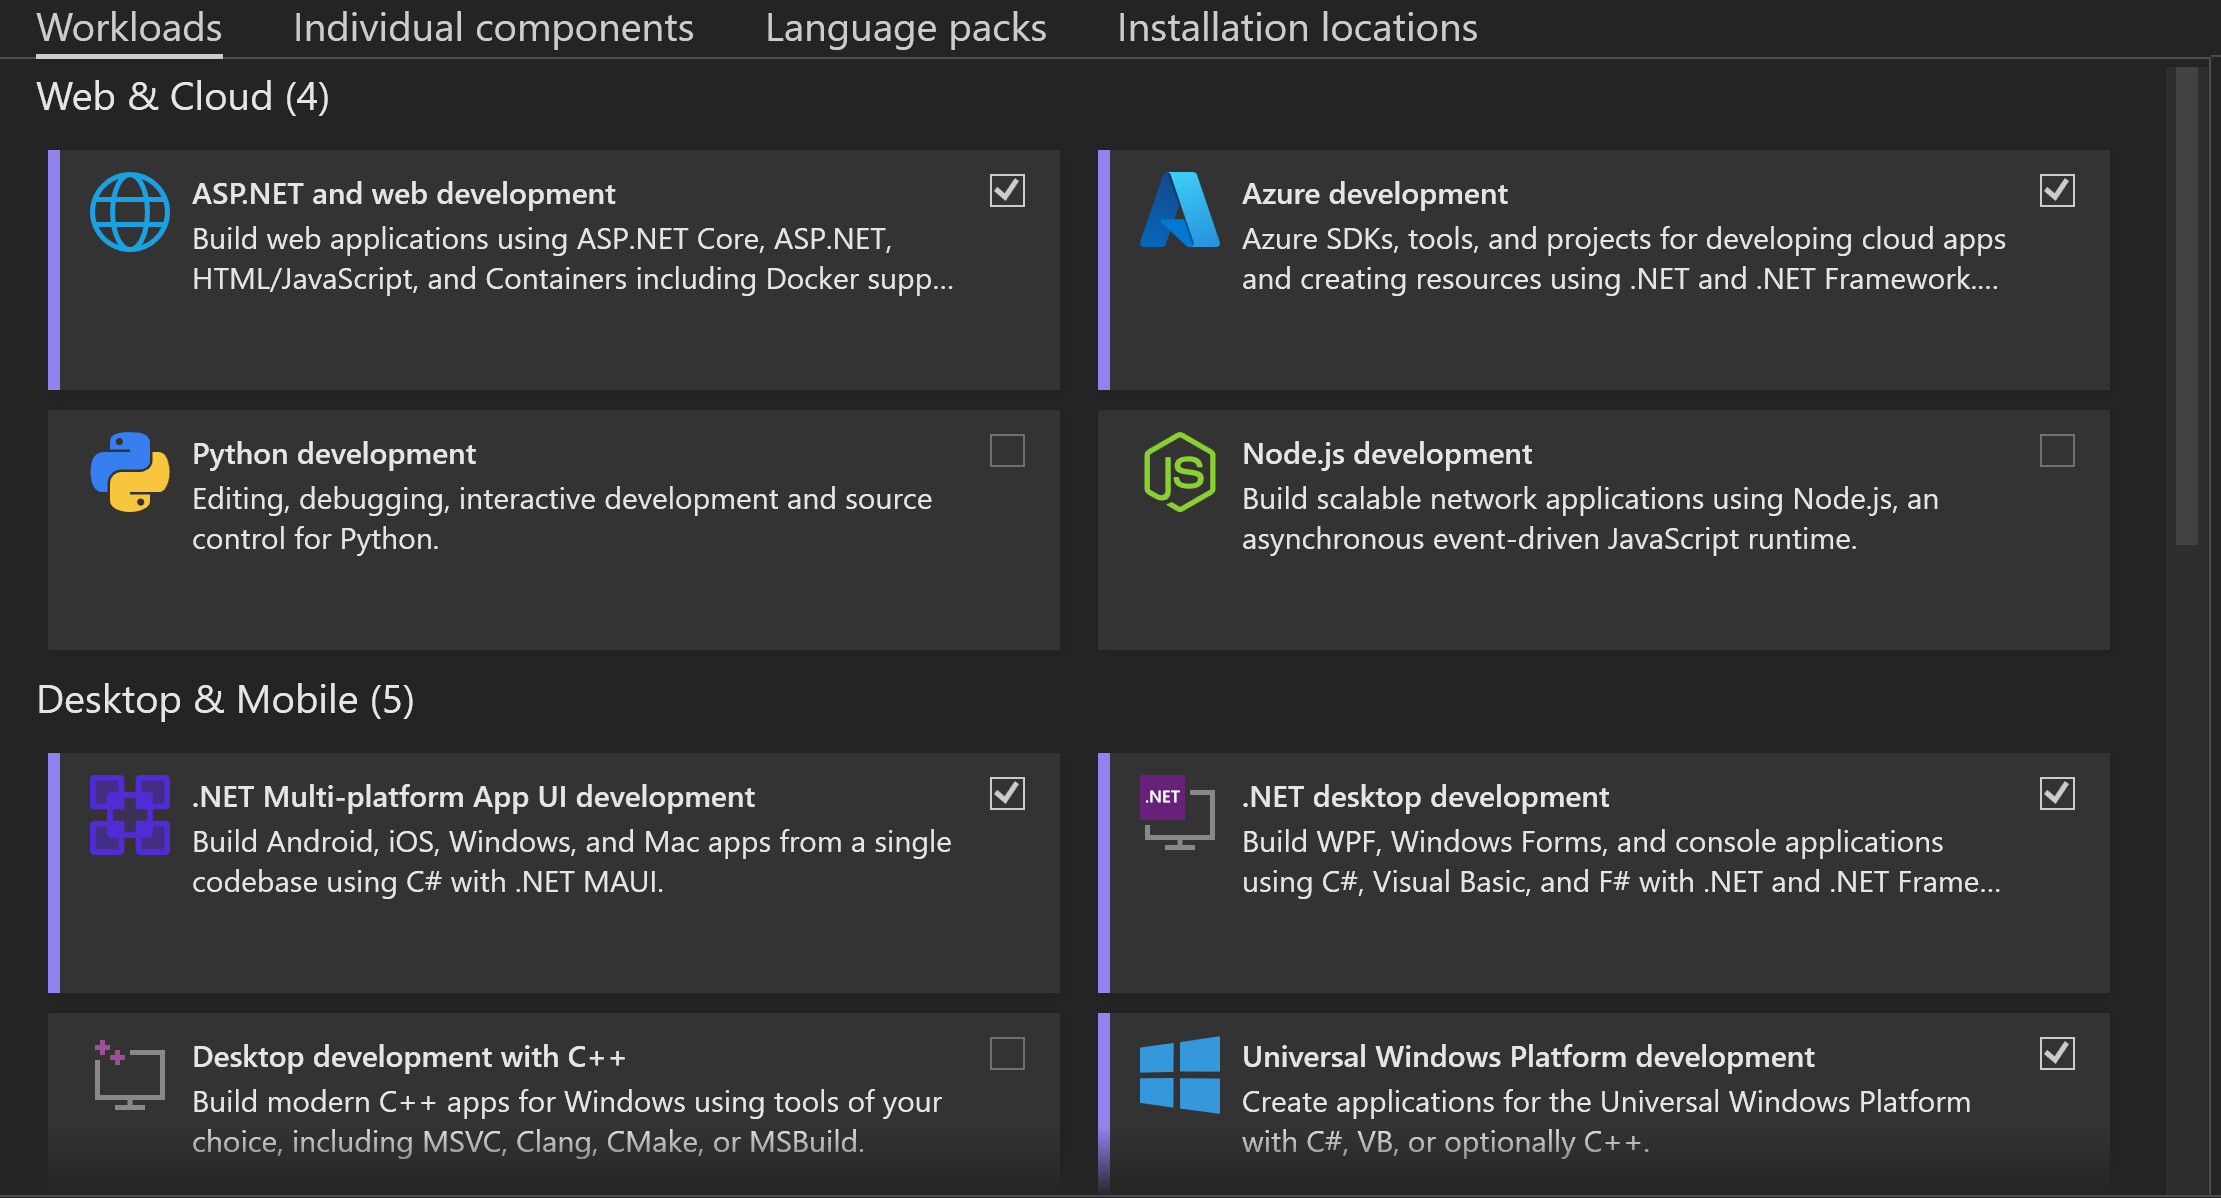 Workloads Individual components Language packs Installation locations
Web & Cloud (4)
ASP.NET and web development
Build web applications using ASP.NET Core, ASP.NET,
HTML/JavaScript, and Containers including Docker supp...
Azure development
Azure SDKs, tools, and projects for developing cloud apps
and creating resources using .NET and .NET Framework....
Python development
Editing, debugging, interactive development and source
control for Python.
JS
Node.js development
Build scalable network applications using Node.js, an
asynchronous event-driven JavaScript runtime.
Desktop & Mobile (5)
.NET Multi-platform App UI development
Build Android, iOS, Windows, and Mac apps from a single
codebase using C# with .NET MAUI.
.NET
.NET desktop development
Build WPF, Windows Forms, and console applications
using C#, Visual Basic, and F# with .NET and .NET Frame...
Desktop development with C++
Build modern C++ apps for Windows using tools of your
choice, including MSVC, Clang, CMake, or MSBuild.
Universal Windows Platform development
Create applications for the Universal Windows Platform
with C#, VB, or optionally C++.